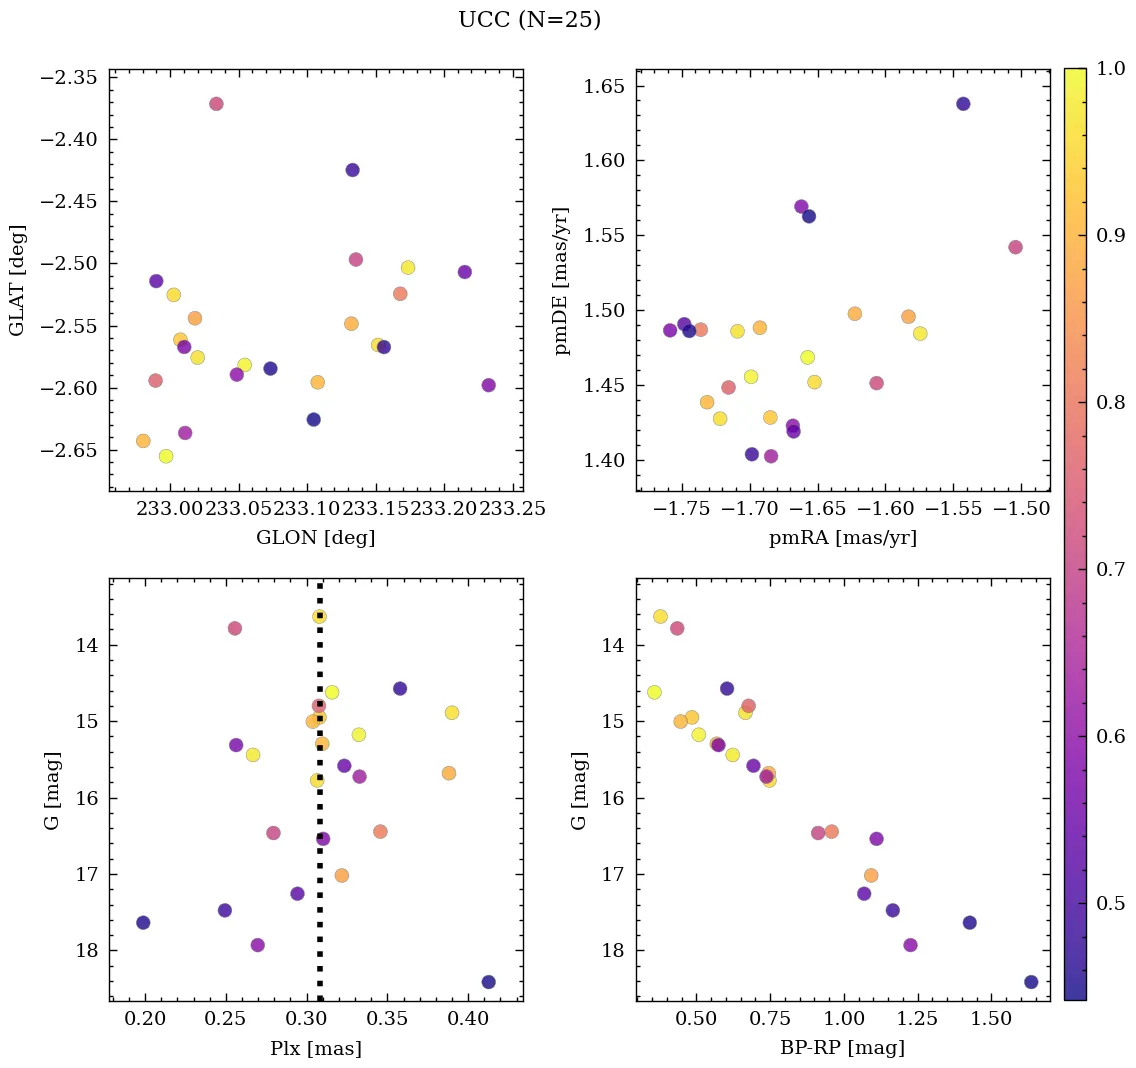 UCC (N=25)
−2.35
−2.40
−2.45
−2.50
−2.55
−2.60
−2.65
GLAT [deg]
233.00 233.05 233.10 233.15 233.20 233.25
GLON [deg]
1.65
1.60
1.55
1.50
1.45
1.40
pmDE [mas/yr]
−1.75 −1.70 −1.65 −1.60 −1.55 −1.50
pmRA [mas/yr]
1.0
0.9
0.8
0.7
0.6
0.5
14
15
16
17
18
G [mag]
0.20 0.25 0.30 0.35 0.40
Plx [mas]
14
15
16
17
18
G [mag]
0.50 0.75 1.00 1.25 1.50
BP-RP [mag]